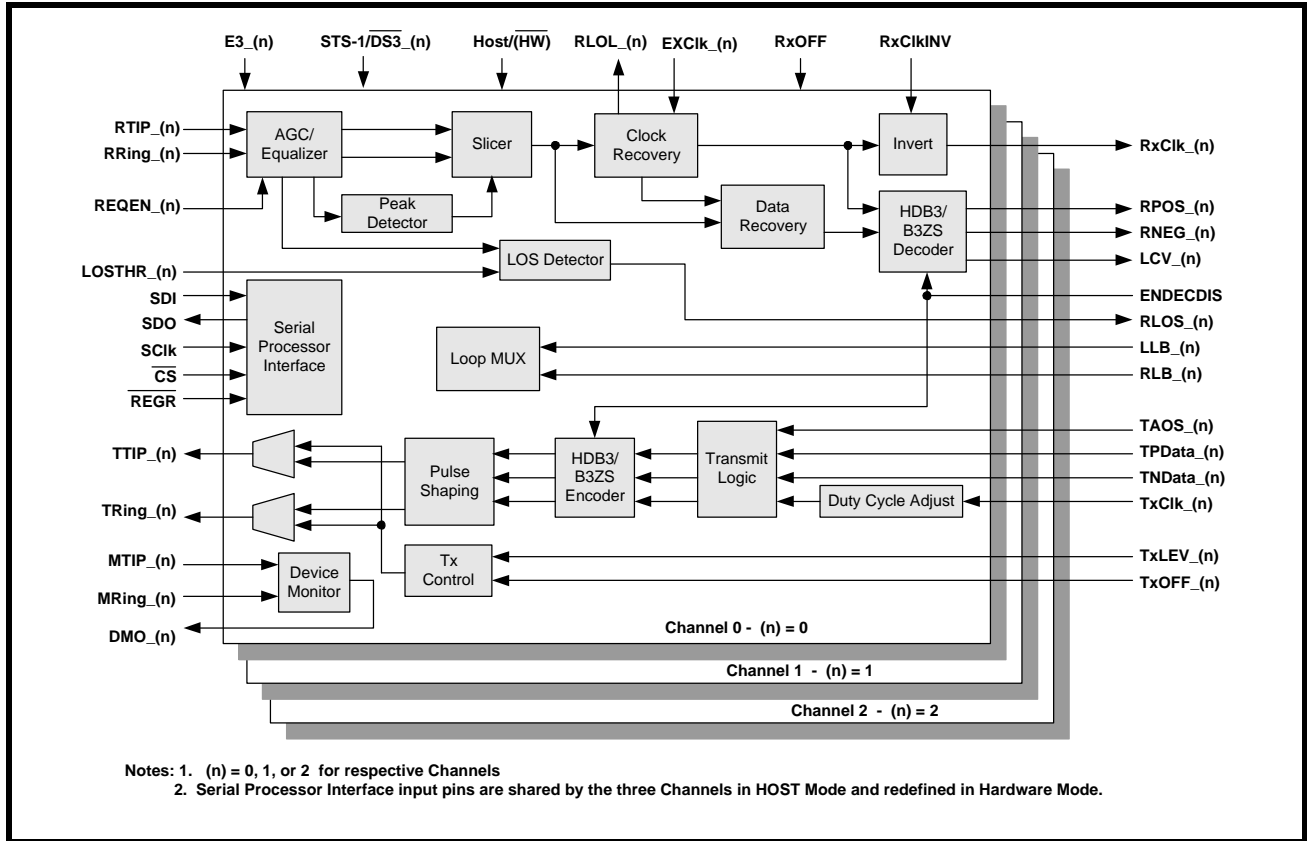 E3_(n)
STS-1/DS3_(n)
Host/(HW)
RLOL_(n)
EXClk_(n)
RxOFF
RxClkINV
RTIP_(n)
RRing_(n)
REQEN_(n)
LOSTHR_(n)
SDI
SDO
SClk
CS
REGR
TTIP_(n)
TRing_(n)
MTIP_(n)
MRing_(n)
DMO_(n)
AGC/
Equalizer
Peak
Detector
Slicer
LOS Detector
Clock
Recovery
Data
Recovery
Invert
HDB3/
B3ZS
Decoder
Serial
Processor
Interface
Loop MUX
Pulse
Shaping
HDB3/
B3ZS
Encoder
Transmit
Logic
Duty Cycle Adjust
Tx
Control
Device
Monitor
RxClk_(n)
RPOS_(n)
RNEG_(n)
LCV_(n)
ENDECDIS
RLOS_(n)
LLB_(n)
RLB_(n)
TAOS_(n)
TPData_(n)
TNData_(n)
TxClk_(n)
TxLEV_(n)
TxOFF_(n)
Channel 0 - (n) = 0
Channel 1 - (n) = 1
Channel 2 - (n) = 2
Notes: 1. (n) = 0, 1, or 2 for respective Channels
2. Serial Processor Interface input pins are shared by the three Channels in HOST Mode and redefined in Hardware Mode.